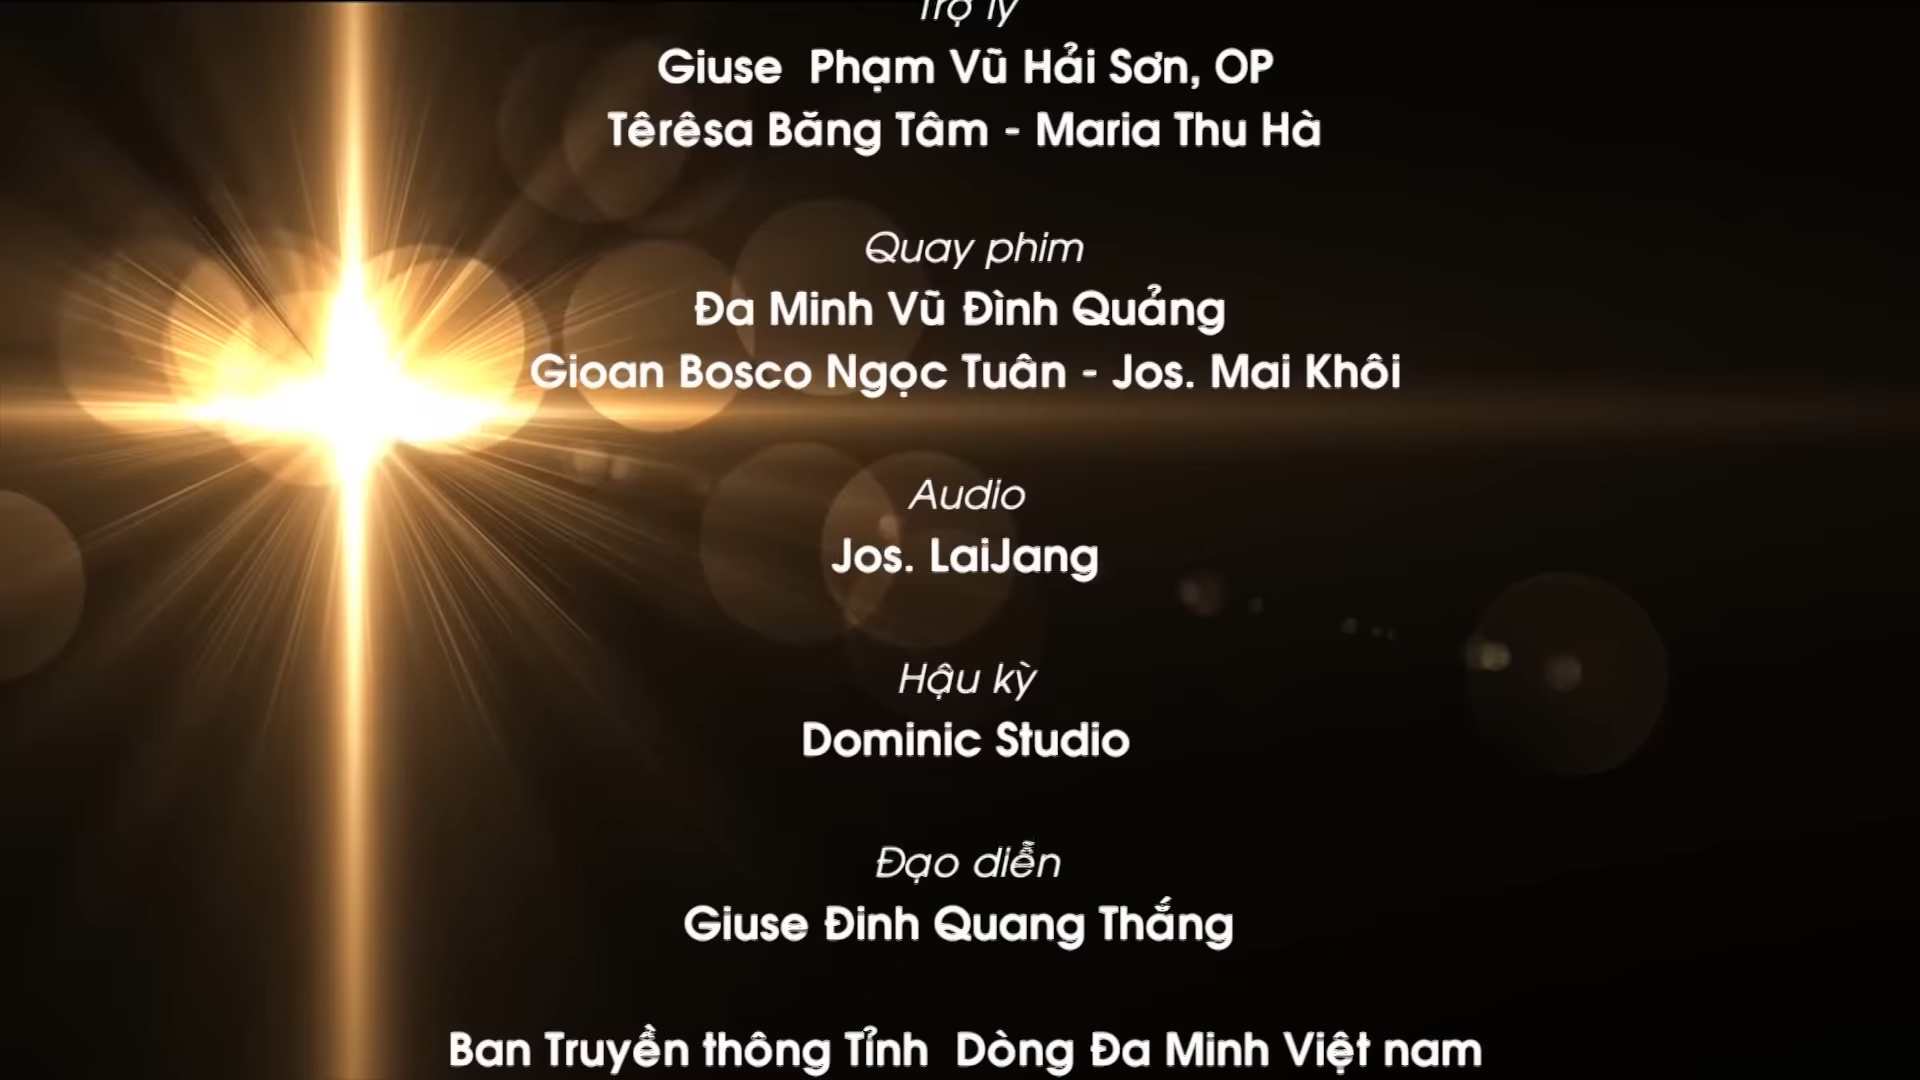 Trợ lý
Giuse Phạm Vũ Hải Sơn, OP
Têrêsa Băng Tâm - Maria Thu Hà
Quay phim
Đa Minh Vũ Đình Quảng
Gioan Bosco Ngọc Tuân - Jos. Mai Khôi
Audio
Jos. LaiJang
Hậu kỳ
Dominic Studio
Đạo diễn
Giuse Đinh Quang Thắng
Ban Truyền thông Tỉnh Dòng Đa Minh Việt nam